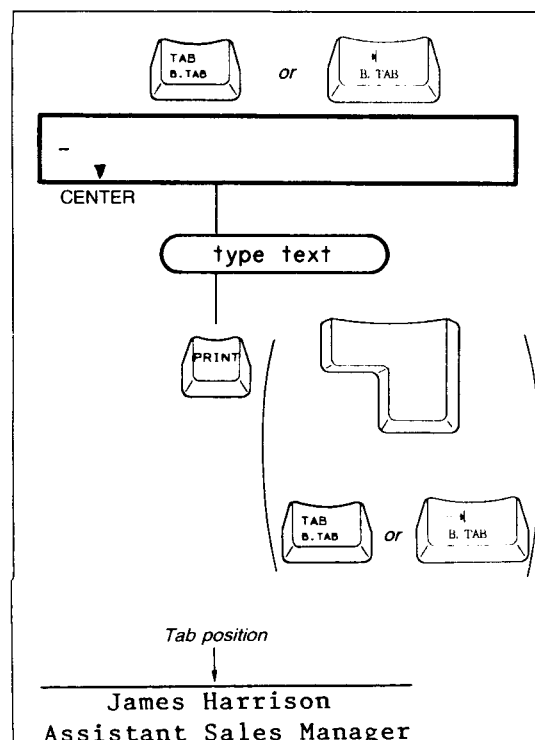 TAB
B.TAB
or
B. TAB
–
CENTER
type text
PRINT
TAB
B.TAB
or
B. TAB
Tab position
James Harrison
Assistant Sales Manager